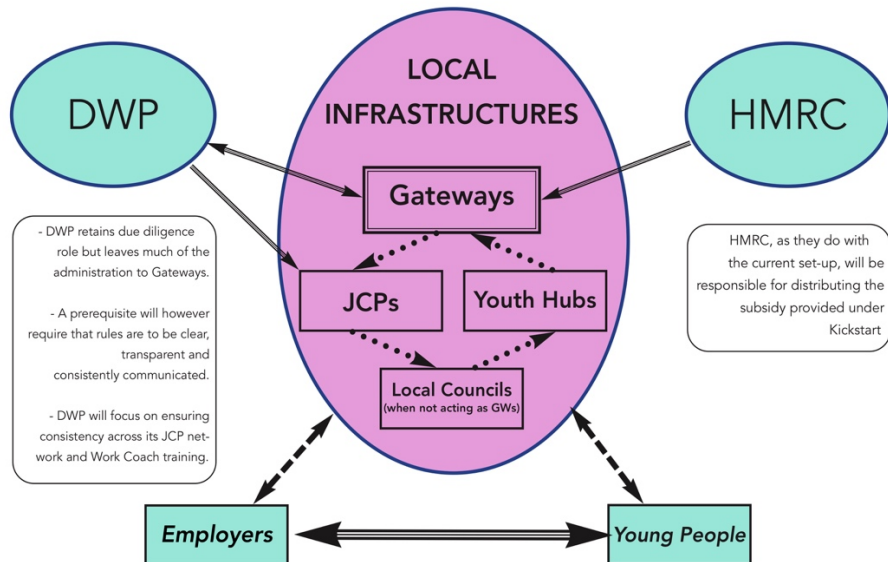 LOCAL
INFRASTRUCTURES
DWP
HMRC
Gateways
JCPs
Youth Hubs
Local Councils
(when not acting as GWs)
- DWP retains due diligence
role but leaves much of the
administration to Gateways.
- A prerequisite will however
require that rules are to be clear,
transparent and
consistently communicated.
- DWP will focus on ensuring
consistency across its JCP net-
work and Work Coach training.
HMRC, as they do with
the current set-up, will be
responsible for distributing the
subsidy provided under
Kickstart
Employers
Young People